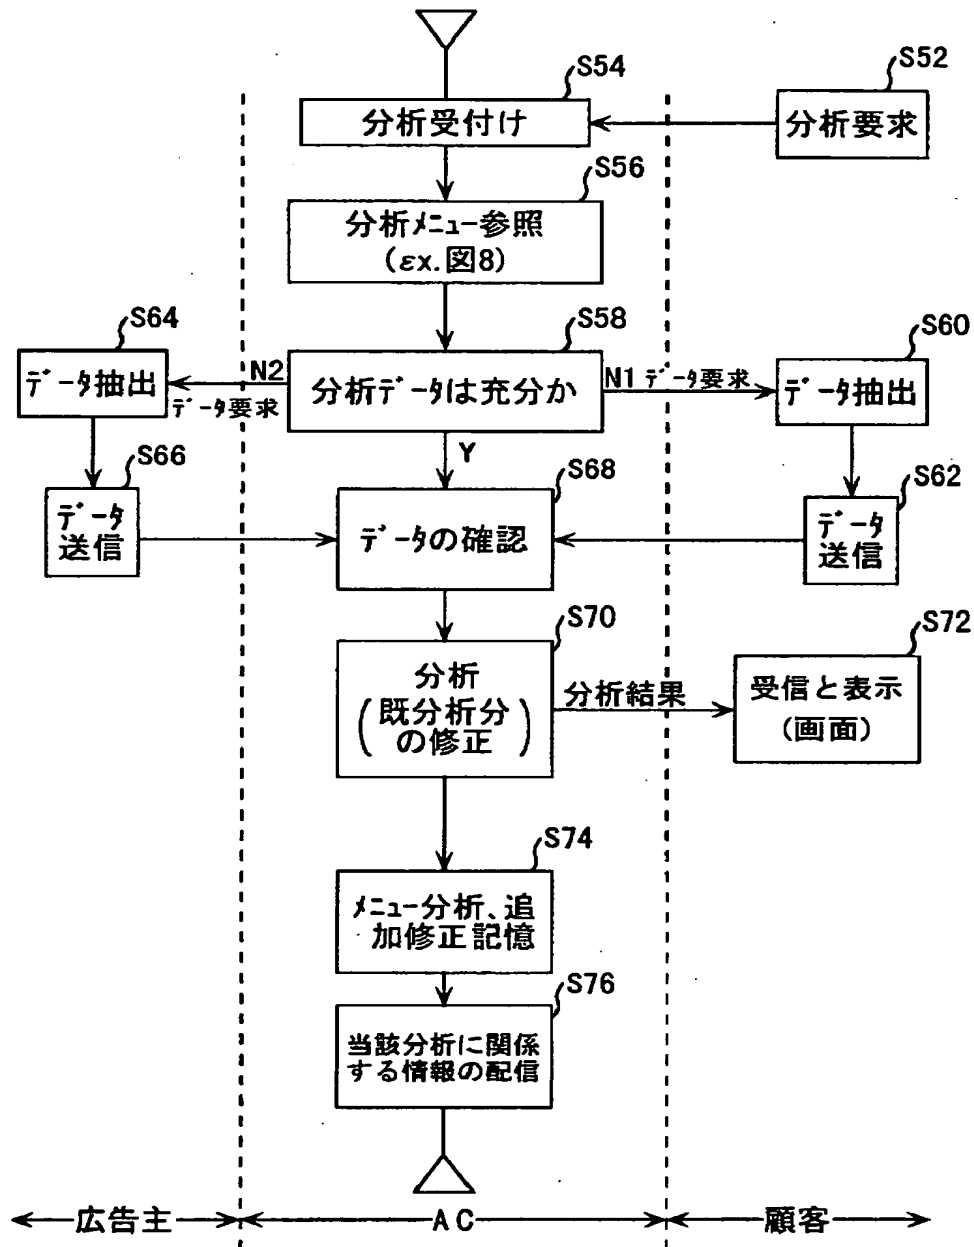 S54
S52
分析受付け
分析要求
S56
分析メニュー参照
(εx.図8)
S64
S58
S60
データ抽出
N2
データ要求
分析データは充分か
N1 データ要求
データ抽出
S66
Y
S68
S62
データ
送信
データの確認
データ
送信
S70
S72
分析
(既分析分
の修正)
分析結果
受信と表示
(画面)
S74
メニュー分析、追
加修正記憶
S76
当該分析に関係
する情報の配信
広告主
AC
顧客